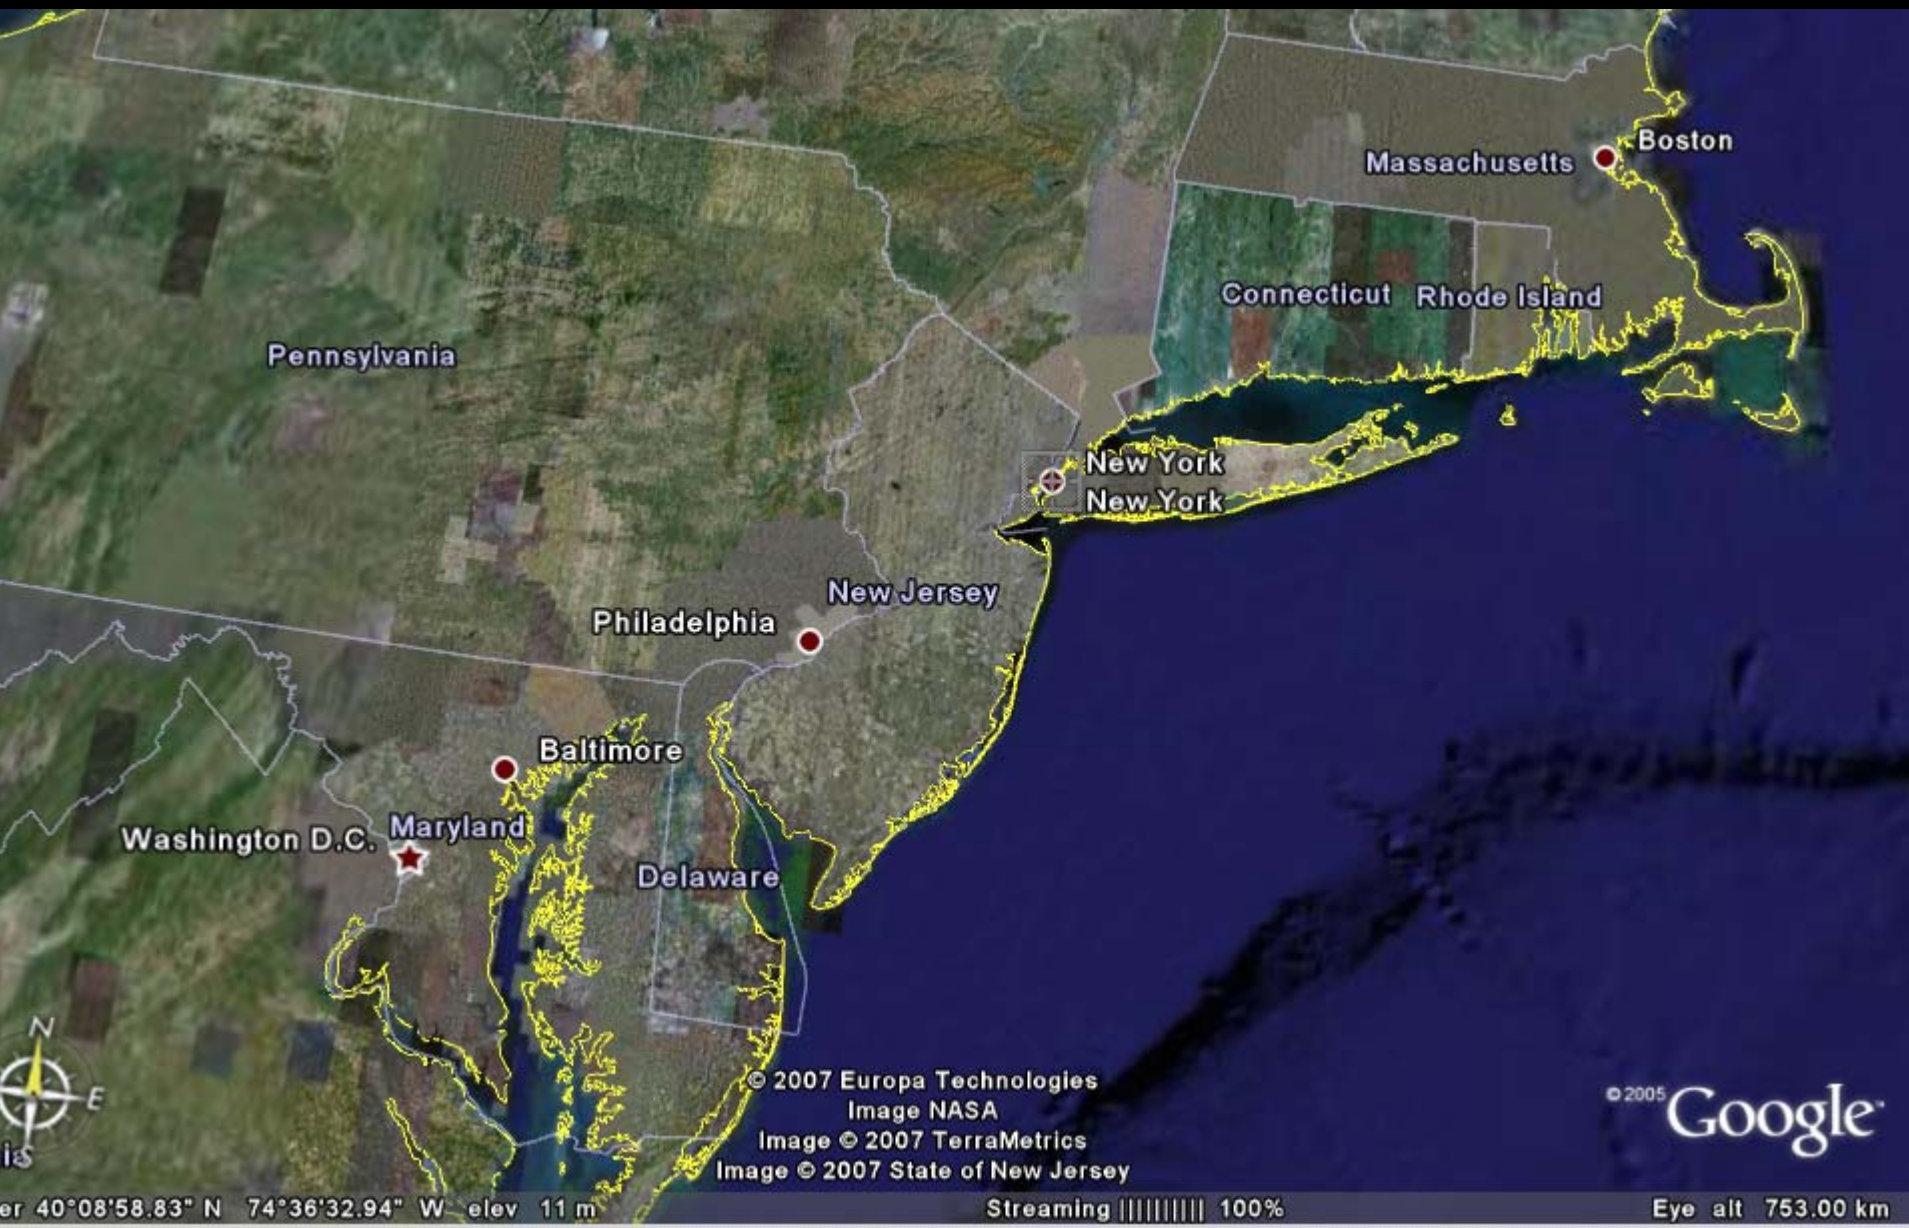 Boston
Massachusetts
Connecticut
Rhode Island
Pennsylvania
New York
New York
New Jersey
Philadelphia
Baltimore
Maryland
Washington D.C.
Delaware
N
E
S
© 2007 Europa Technologies
Image NASA
Image © 2007 TerraMetrics
Image © 2007 State of New Jersey
©2005 Google™
40°08'58.83" N 74°36'32.94" W elev 11 m
Streaming |||||||||| 100%
Eye alt 753.00 km